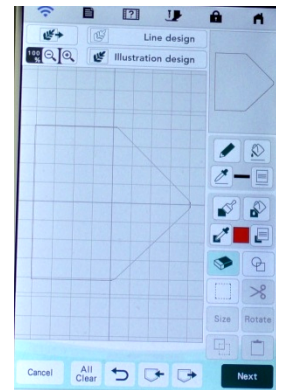 Line design
100
%
Illustration design
Size
Rotate
Cancel
All
Clear
Next